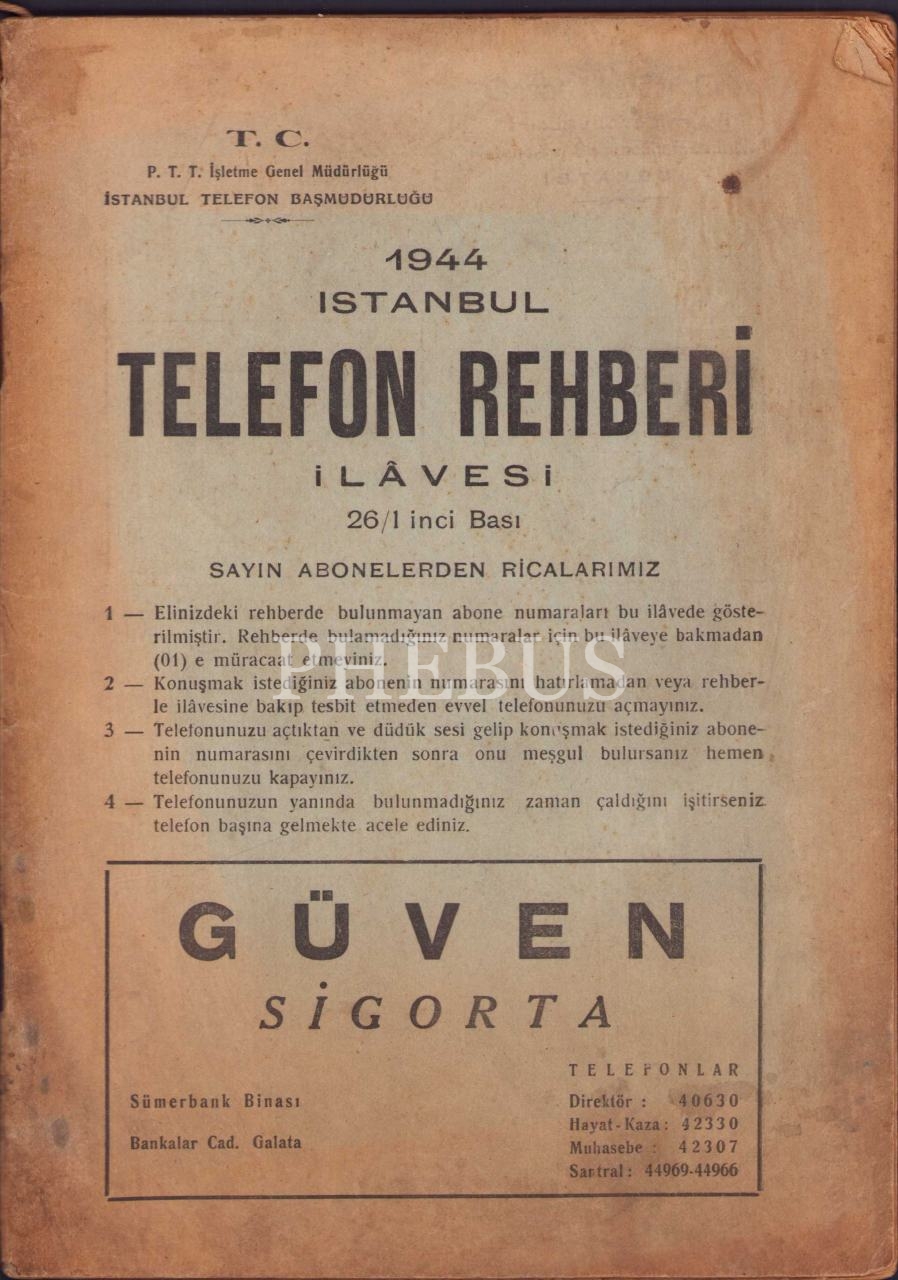 T. C.
P. T. T. İşletme Genel Müdürlüğü
İSTANBUL TELEFON BAŞMÜDÜRLÜĞÜ
1944
ISTANBUL
TELEFON REHBERİ
İLÂVESİ
26/1 inci Bası
SAYIN ABONELERDEN RİCALARIMIZ
1 — Elinizdeki rehberde bulunmayan abone numaraları bu ilâvede göste-
rilmiştir. Rehberde bulamadığınız numaralar için bu ilâveye bakmadan
(01) e müracaat etmeyiniz.
2 — Konuşmak istediğiniz abonenin numarasını hatırlamadan veya rehber-
le ilâvesine bakıp tesbit etmeden evvel telefonunuzu açmayınız.
3 — Telefonunuzu açtıktan ve düdük sesi gelip konuşmak istediğiniz abone-
nin numarasını çevirdikten sonra onu meşgul bulursanız hemen
telefonunuzu kapayınız.
4 — Telefonunuzun yanında bulunmadığınız zaman çaldığını işitirseniz
telefon başına gelmekte acele ediniz.
PHEBUS
GÜVEN
SİGORTA
TELEFONLAR
Sümerbank Binası
Bankalar Cad. Galata
Direktör : 40630
Hayat-Kaza : 42330
Muhasebe : 42307
Santral : 44969-44966